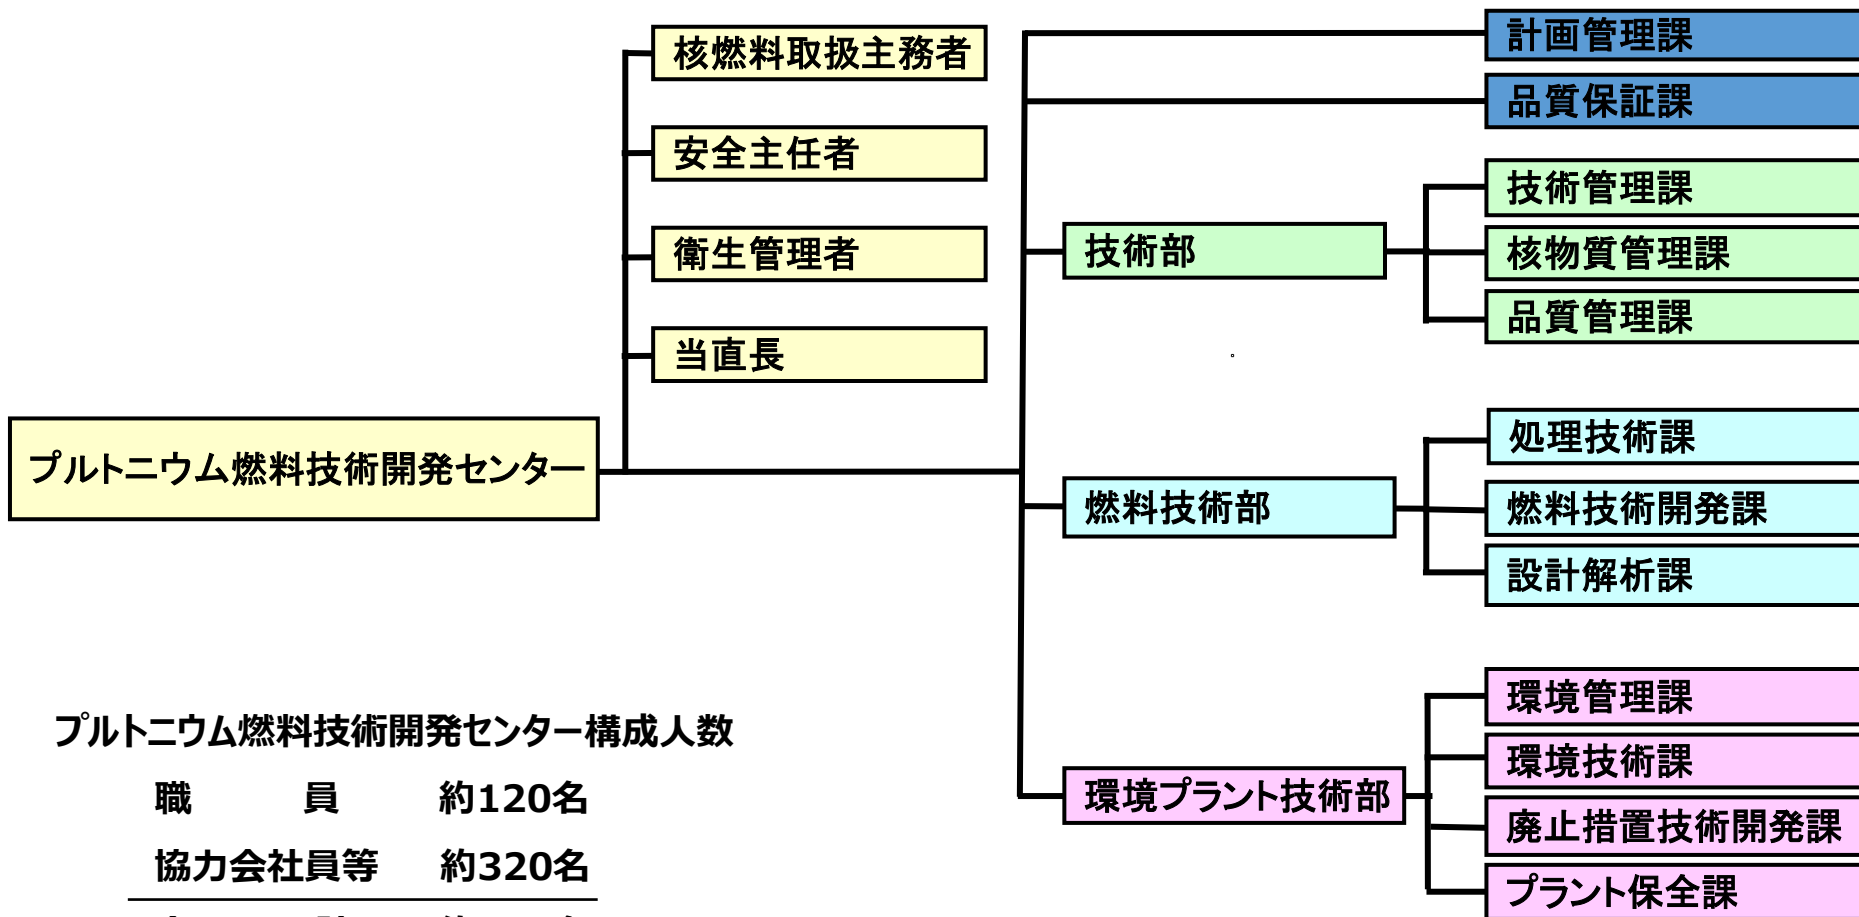 核燃料取扱主務者
安全主任者
衛生管理者
当直長
プルトニウム燃料技術開発センター
計画管理課
品質保証課
技術部
技術管理課
核物質管理課
品質管理課
燃料技術部
処理技術課
燃料技術開発課
設計解析課
環境プラント技術部
環境管理課
環境技術課
廃止措置技術開発課
プラント保全課
プルトニウム燃料技術開発センター構成人数
職 員 約120名
協力会社員等 約320名